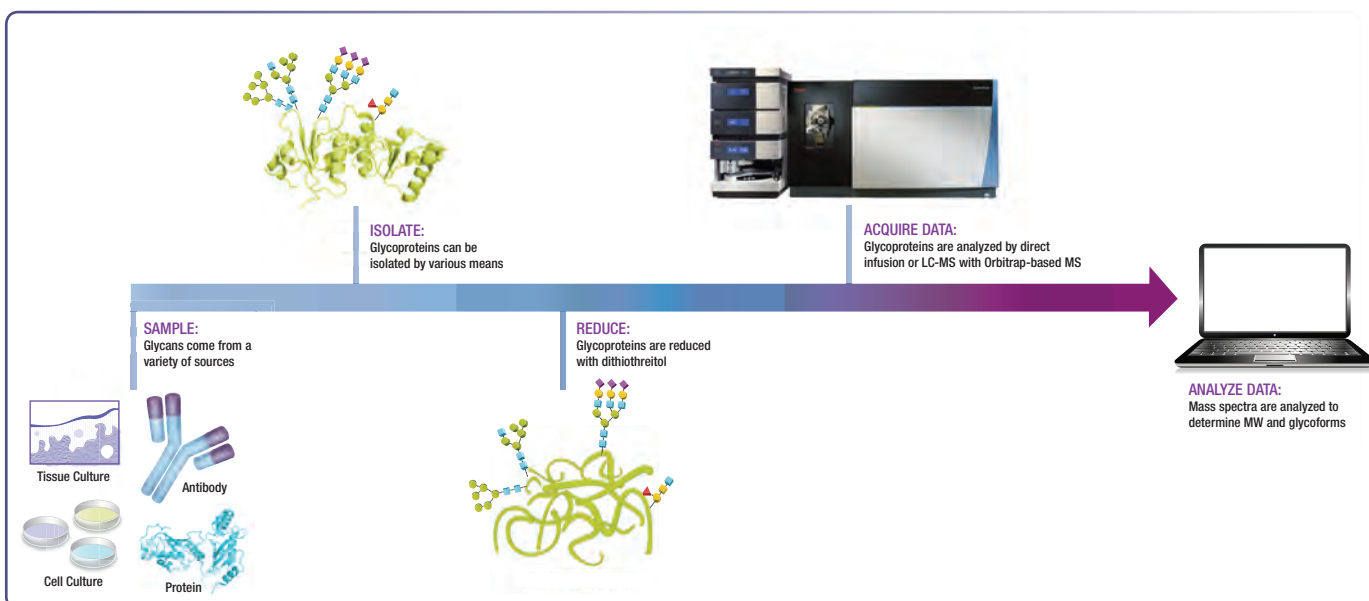 ISOLATE:
Glycoproteins can be
isolated by various means
ACQUIRE DATA:
Glycoproteins are analyzed by direct
infusion or LC-MS with Orbitrap-based MS
SAMPLE:
Glycans come from a
variety of sources
REDUCE:
Glycoproteins are reduced
with dithiothreitol
ANALYZE DATA:
Mass spectra are analyzed to
determine MW and glycoforms
Tissue Culture
Antibody
Cell Culture
Protein